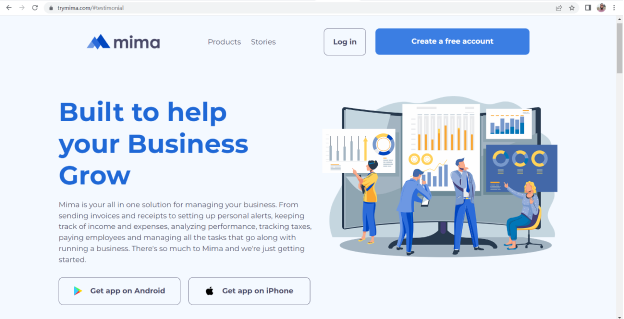 trymima.com/#testimonial
mima
Products Stories
Log in
Create a free account
Built to help
your Business
Grow
Mima is your all in one solution for managing your business. From
sending invoices and receipts to setting up personal alerts, keeping
track of income and expenses, analyzing performance, tracking taxes,
paying employees and managing all the tasks that go along with
running a business. There's so much to Mima and we're just getting
started.
Get app on Android
Get app on iPhone